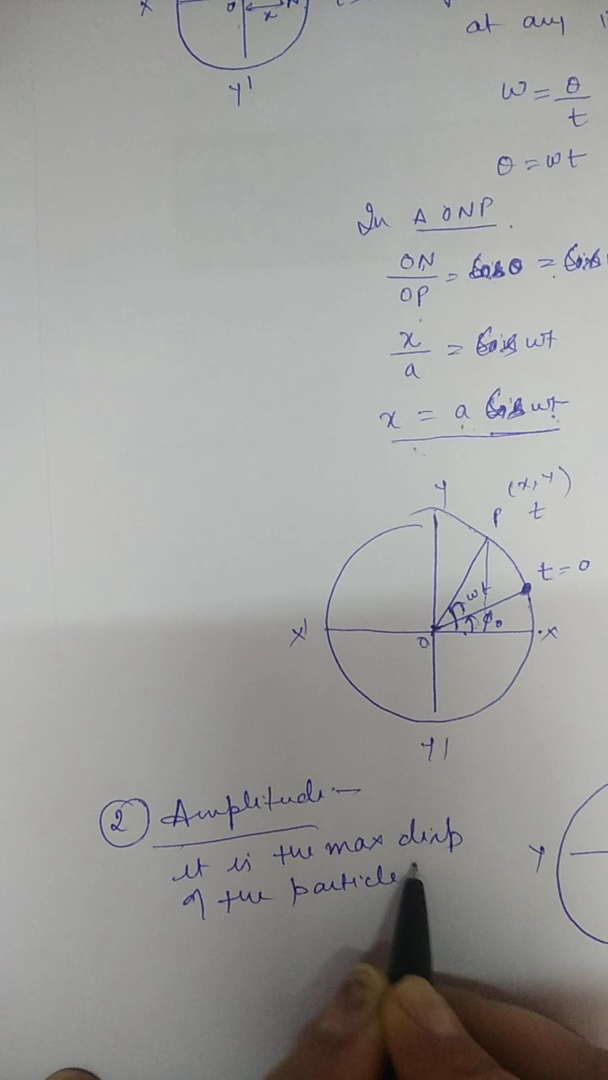 X
O
x
N
Y'
at any
ω = θ/t
θ = ωt
In Δ ONP
ON/OP = Cosθ = Cos
x/a = Cos ωt
x = a Cos ωt
Y
(x, y)
P t
t = 0
ωt
φ₀
X'
O
X
Y'
② Amplitude :-
it is the max disp
of the particle
Y